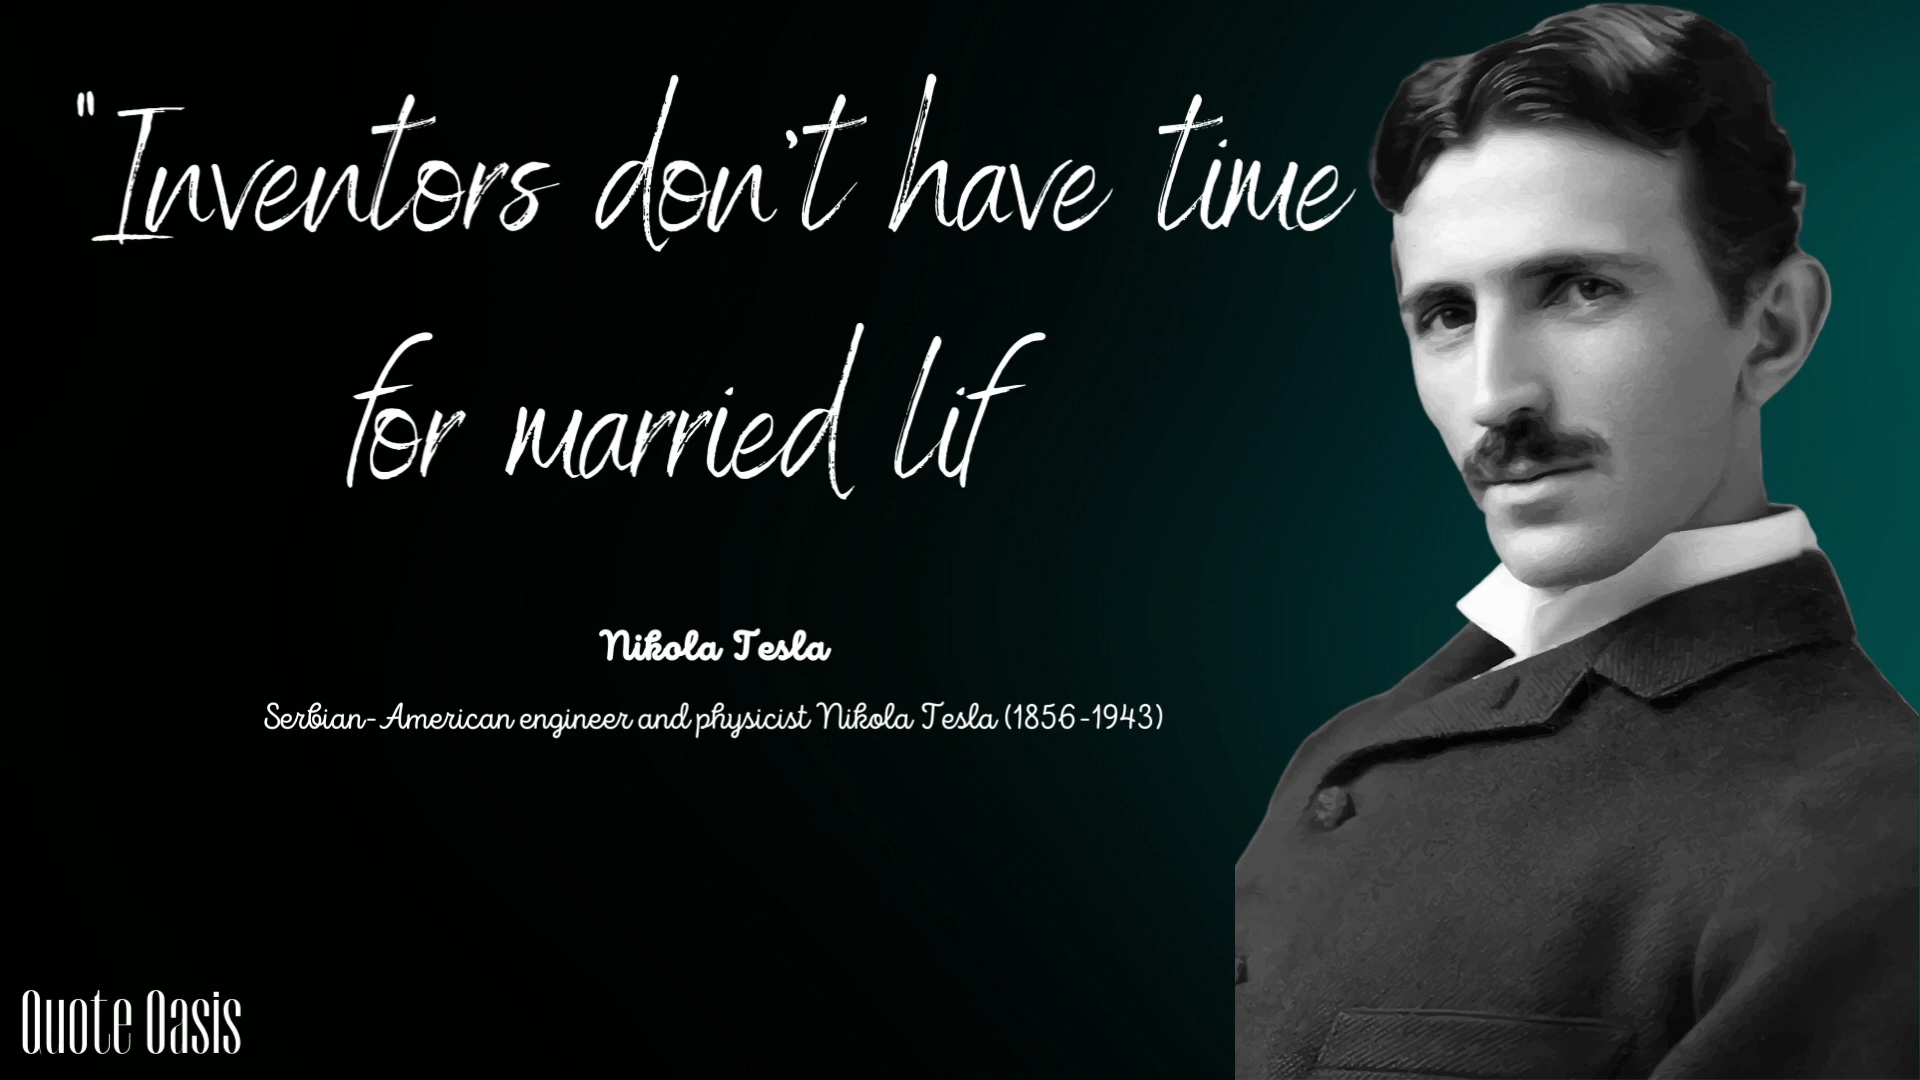 "Inventors don't have time
for married lif
Nikola Tesla
Serbian-American engineer and physicist Nikola Tesla (1856-1943)
Quote Oasis